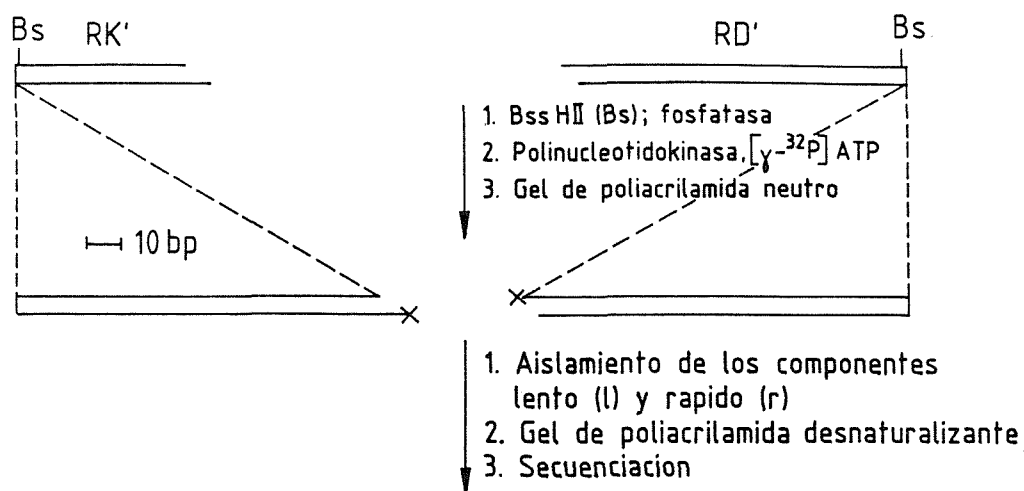 Bs RK' RD' Bs
1. Bss HII (Bs); fosfatasa
2. Polinucleotidokinasa, [γ-³²P] ATP
3. Gel de poliacrilamida neutro
10 bp
1. Aislamiento de los componentes
lento (l) y rapido (r)
2. Gel de poliacrilamida desnaturalizante
3. Secuenciacion